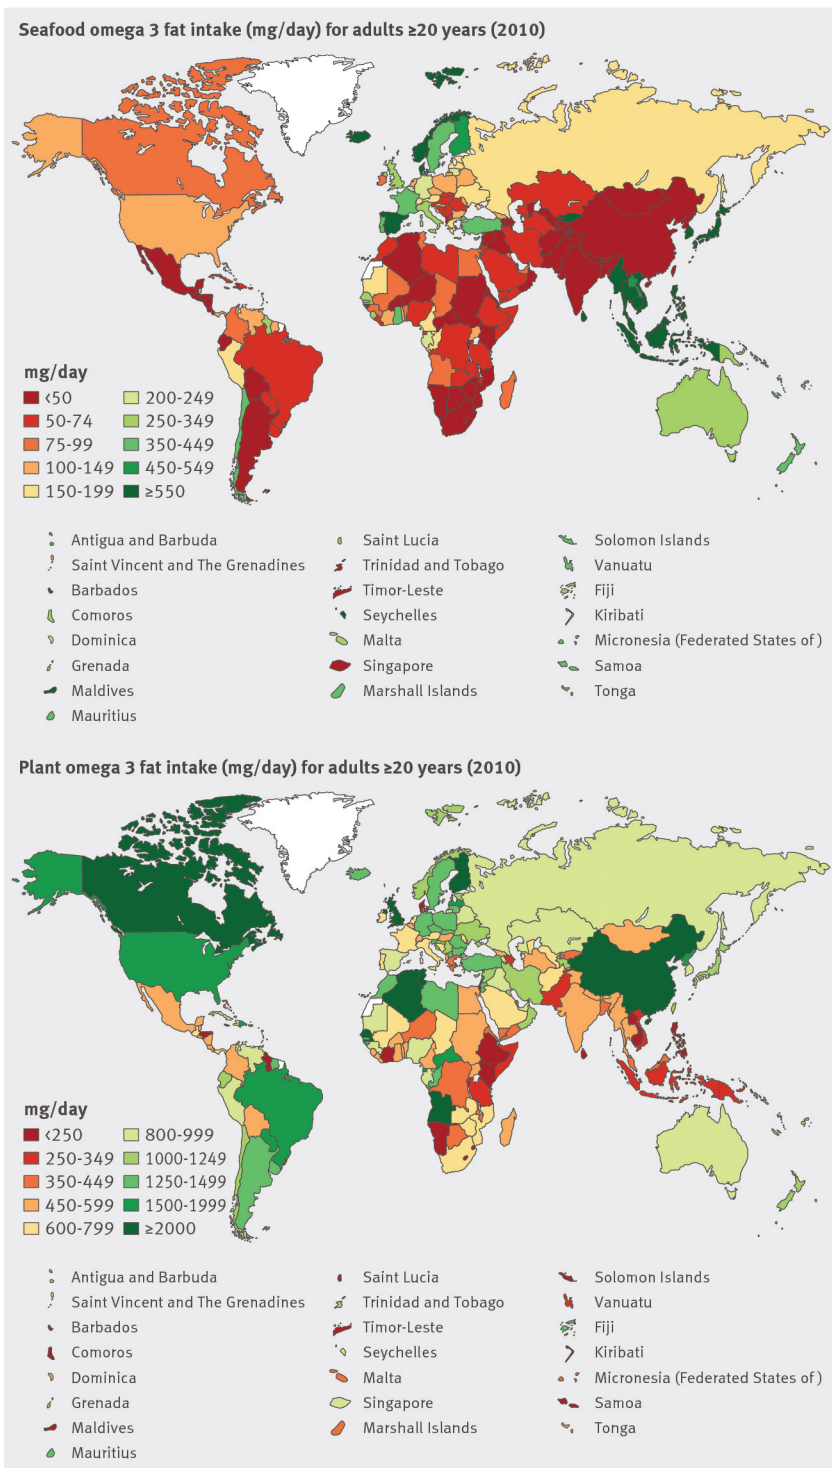 Seafood omega 3 fat intake (mg/day) for adults ≥20 years (2010)
mg/day
<50
50-74
75-99
100-149
150-199
200-249
250-349
350-449
450-549
≥550
Antigua and Barbuda
Saint Vincent and The Grenadines
Barbados
Comoros
Dominica
Grenada
Maldives
Mauritius
Saint Lucia
Trinidad and Tobago
Timor-Leste
Seychelles
Malta
Singapore
Marshall Islands
Solomon Islands
Vanuatu
Fiji
Kiribati
Micronesia (Federated States of )
Samoa
Tonga
Plant omega 3 fat intake (mg/day) for adults ≥20 years (2010)
mg/day
<250
250-349
350-449
450-599
600-799
800-999
1000-1249
1250-1499
1500-1999
≥2000
Antigua and Barbuda
Saint Vincent and The Grenadines
Barbados
Comoros
Dominica
Grenada
Maldives
Mauritius
Saint Lucia
Trinidad and Tobago
Timor-Leste
Seychelles
Malta
Singapore
Marshall Islands
Solomon Islands
Vanuatu
Fiji
Kiribati
Micronesia (Federated States of )
Samoa
Tonga